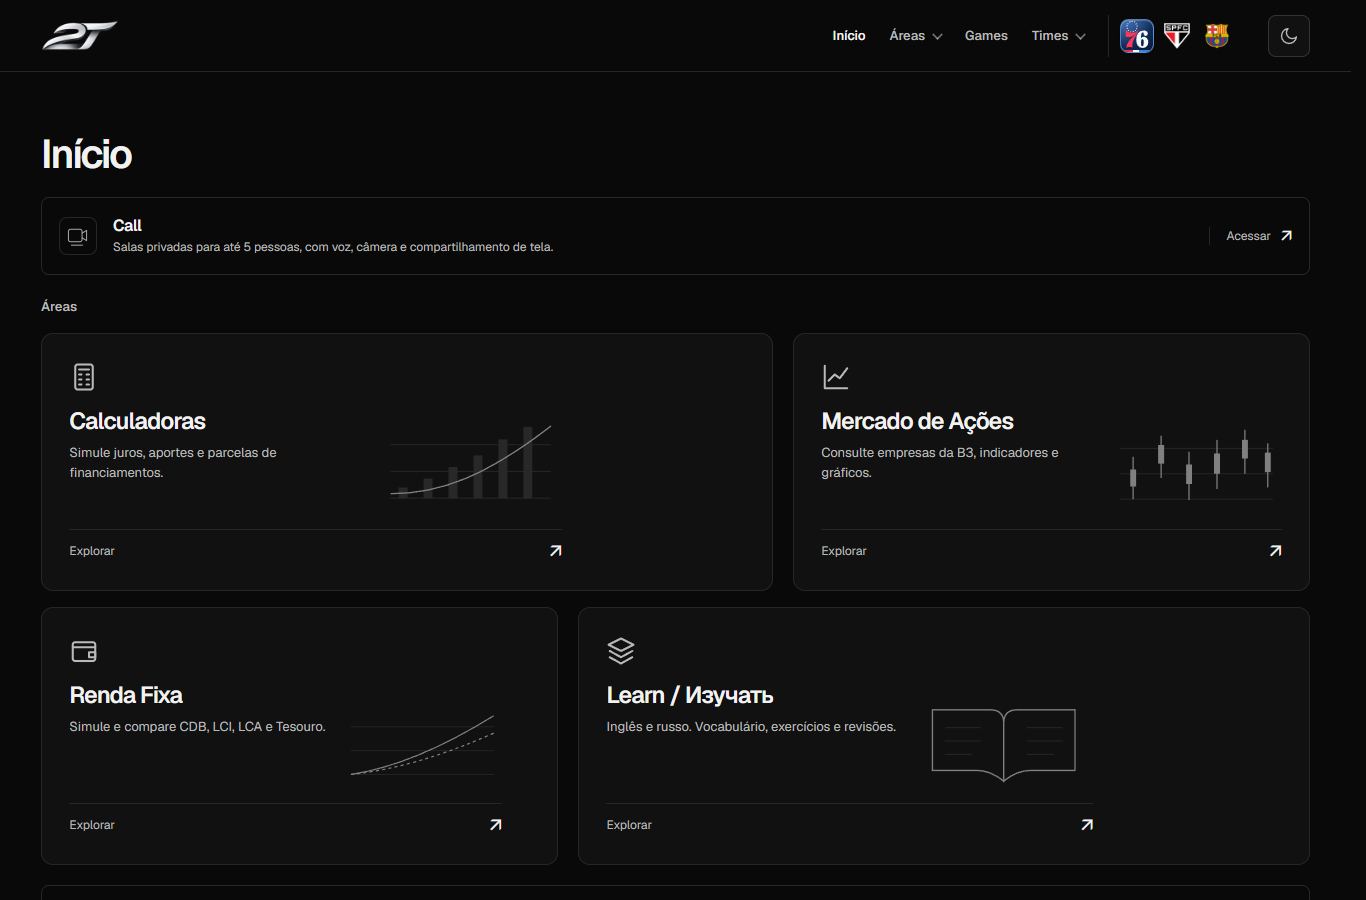 2T
Início
Áreas
Games
Times
76
SPFC
Início
Call
Salas privadas para até 5 pessoas, com voz, câmera e compartilhamento de tela.
Acessar
Áreas
Calculadoras
Simule juros, aportes e parcelas de
financiamentos.
Explorar
Mercado de Ações
Consulte empresas da B3, indicadores e
gráficos.
Explorar
Renda Fixa
Simule e compare CDB, LCI, LCA e Tesouro.
Explorar
Learn / Изучать
Inglês e russo. Vocabulário, exercícios e revisões.
Explorar